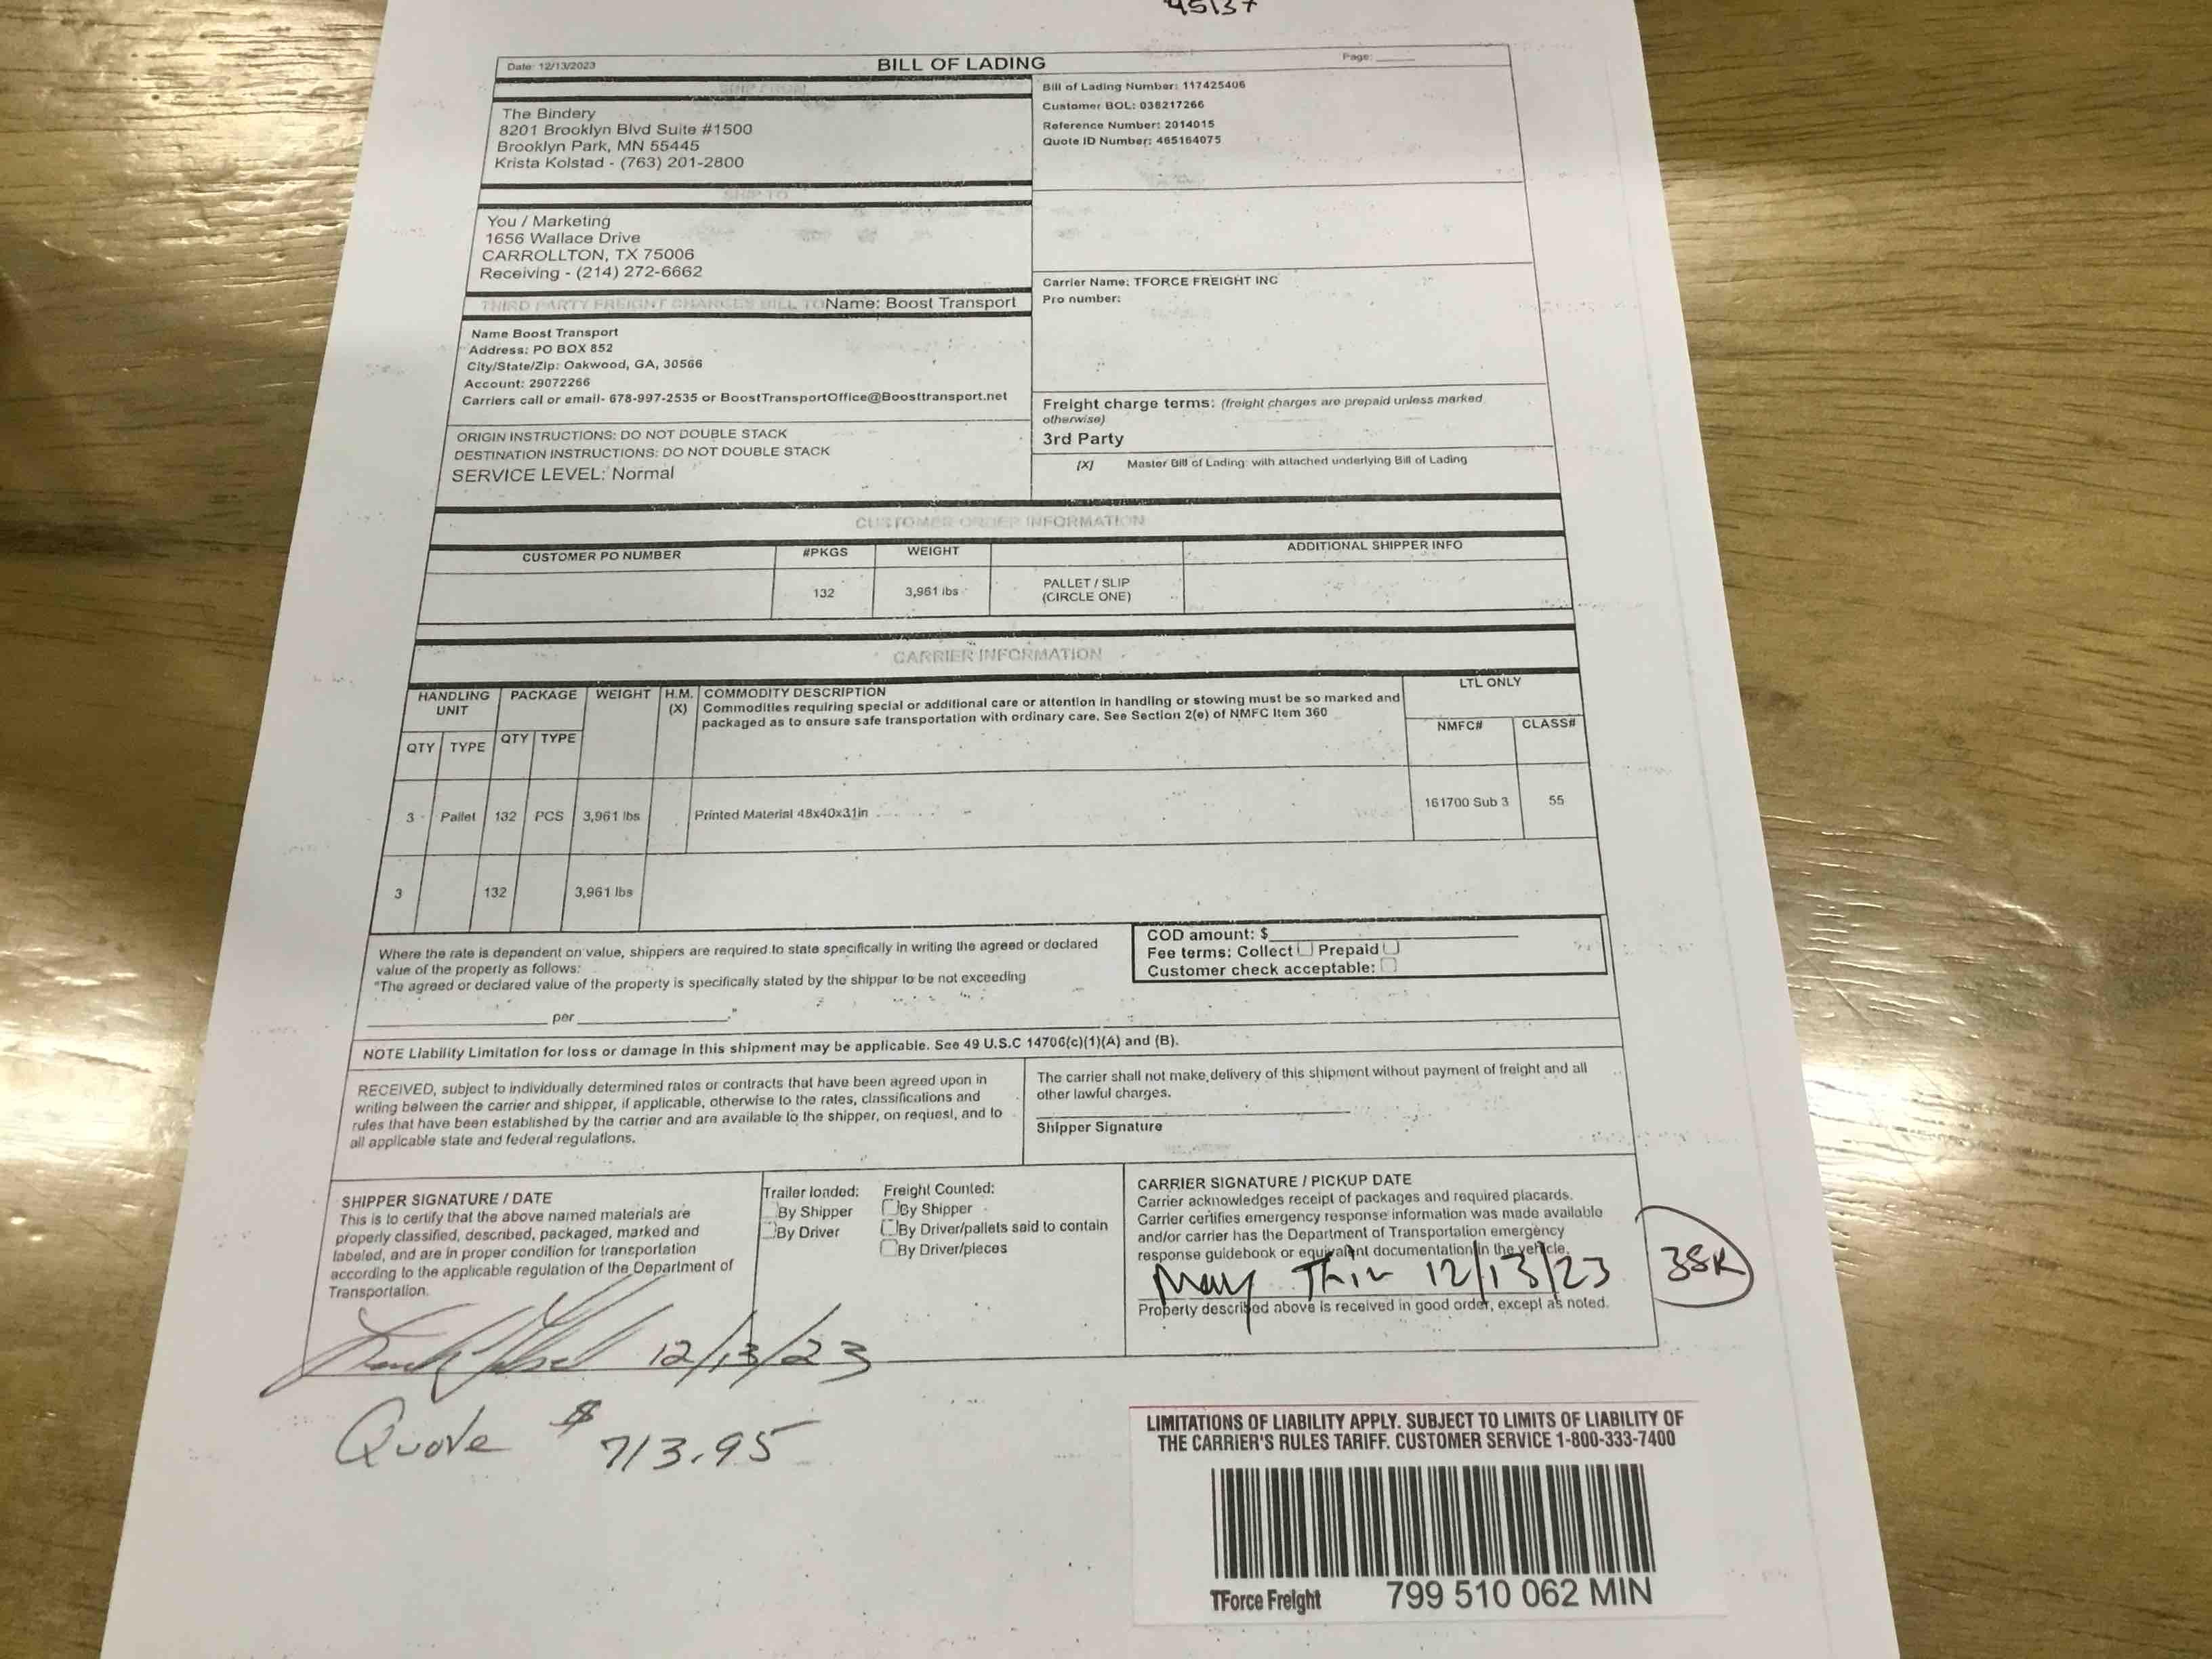 45137
Date: 12/13/2023
BILL OF LADING
Page:
SHIP FROM
The Bindery
8201 Brooklyn Blvd Suite #1500
Brooklyn Park, MN 55445
Krista Kolstad - (763) 201-2800
Bill of Lading Number: 117425406
Customer BOL: 038217266
Reference Number: 2014015
Quote ID Number: 465164075
SHIP TO
You / Marketing
1656 Wallace Drive
CARROLLTON, TX 75006
Receiving - (214) 272-6662
Carrier Name: TFORCE FREIGHT INC
Pro number:
THIRD PARTY FREIGHT CHARGES BILL TO Name: Boost Transport
Name Boost Transport
Address: PO BOX 852
City/State/Zip: Oakwood, GA, 30566
Account: 29072266
Carriers call or email- 678-997-2535 or BoostTransportOffice@Boosttransport.net
Freight charge terms: (freight charges are prepaid unless marked
otherwise)
3rd Party
[X] Master Bill of Lading: with attached underlying Bill of Lading
ORIGIN INSTRUCTIONS: DO NOT DOUBLE STACK
DESTINATION INSTRUCTIONS: DO NOT DOUBLE STACK
SERVICE LEVEL: Normal
CUSTOMER ORDER INFORMATION
CUSTOMER PO NUMBER #PKGS WEIGHT ADDITIONAL SHIPPER INFO
132 3,961 lbs PALLET / SLIP
(CIRCLE ONE)
CARRIER INFORMATION
HANDLING UNIT PACKAGE WEIGHT H.M. (X) COMMODITY DESCRIPTION LTL ONLY
Commodities requiring special or additional care or attention in handling or stowing must be so marked and
packaged as to ensure safe transportation with ordinary care. See Section 2(e) of NMFC Item 360
QTY TYPE QTY TYPE NMFC# CLASS#
3 Pallet 132 PCS 3,961 lbs Printed Material 48x40x31in 161700 Sub 3 55
3 132 3,961 lbs
Where the rate is dependent on value, shippers are required to state specifically in writing the agreed or declared
value of the property as follows:
"The agreed or declared value of the property is specifically stated by the shipper to be not exceeding
per ."
COD amount: $
Fee terms: Collect Prepaid
Customer check acceptable:
NOTE Liability Limitation for loss or damage in this shipment may be applicable. See 49 U.S.C 14706(c)(1)(A) and (B).
RECEIVED, subject to individually determined rates or contracts that have been agreed upon in
writing between the carrier and shipper, if applicable, otherwise to the rates, classifications and
rules that have been established by the carrier and are available to the shipper, on request, and to
all applicable state and federal regulations.
The carrier shall not make delivery of this shipment without payment of freight and all
other lawful charges.
Shipper Signature
SHIPPER SIGNATURE / DATE
This is to certify that the above named materials are
properly classified, described, packaged, marked and
labeled, and are in proper condition for transportation
according to the applicable regulation of the Department of
Transportation.
12/13/23
Trailer loaded:
By Shipper
By Driver
Freight Counted:
By Shipper
By Driver/pallets said to contain
By Driver/pieces
CARRIER SIGNATURE / PICKUP DATE
Carrier acknowledges receipt of packages and required placards.
Carrier certifies emergency response information was made available
and/or carrier has the Department of Transportation emergency
response guidebook or equivalent documentation in the vehicle.
12/13/23
Property described above is received in good order, except as noted.
38K
Quote $ 713.95
LIMITATIONS OF LIABILITY APPLY. SUBJECT TO LIMITS OF LIABILITY OF
THE CARRIER'S RULES TARIFF. CUSTOMER SERVICE 1-800-333-7400
TForce Freight 799 510 062 MIN